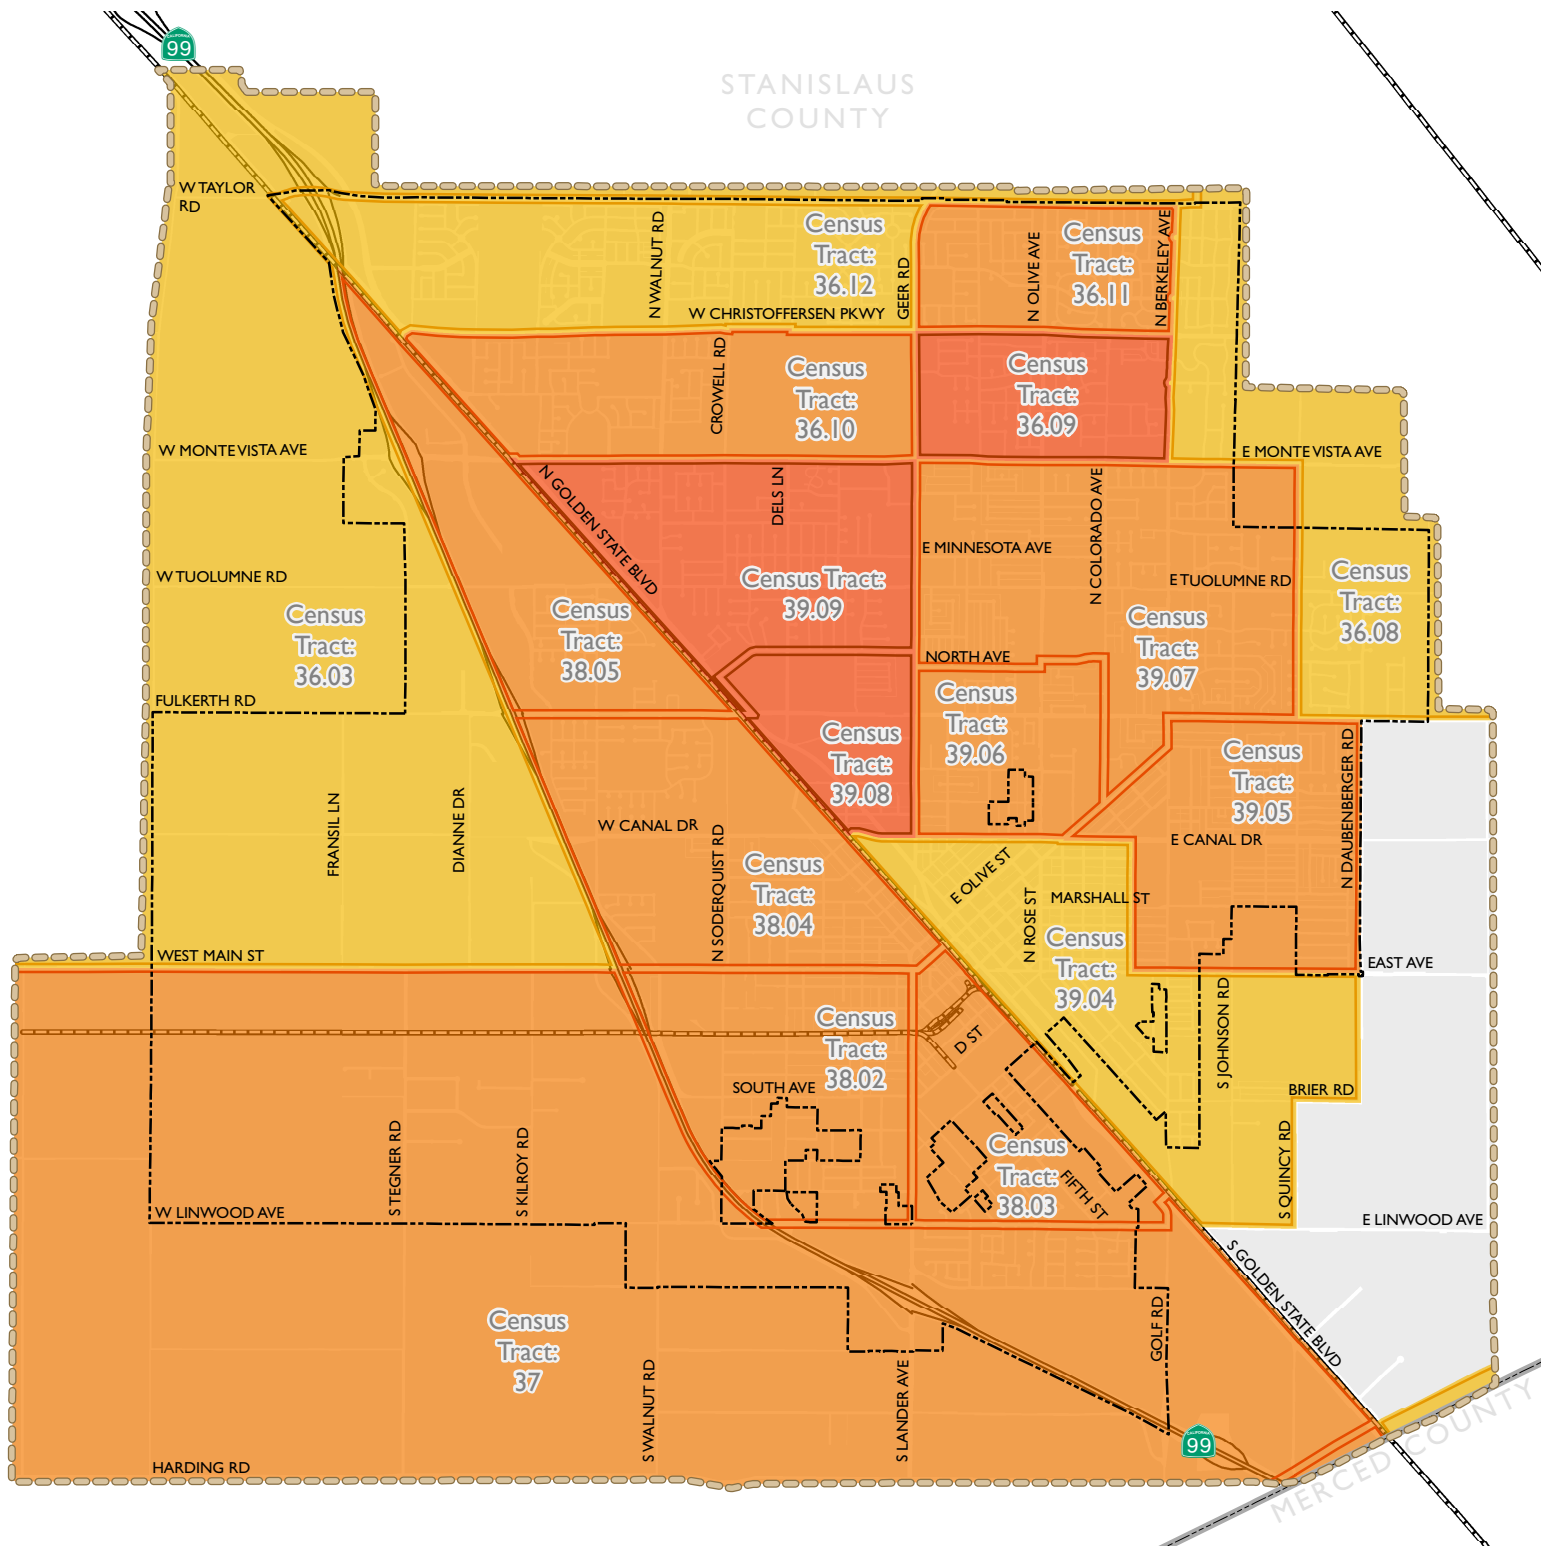 CALIFORNIA
99
STANISLAUS
COUNTY
W TAYLOR
RD
N WALNUT RD
Census
Tract:
36.12
GEER RD
N OLIVE AVE
Census
Tract:
36.11
N BERKELEY AVE
W CHRISTOFFERSEN PKWY
CROWELL RD
Census
Tract:
36.10
Census
Tract:
36.09
W MONTE VISTA AVE
E MONTE VISTA AVE
N GOLDEN STATE BLVD
DELS LN
N COLORADO AVE
E MINNESOTA AVE
W TUOLUMNE RD
E TUOLUMNE RD
Census Tract:
39.09
Census
Tract:
36.08
Census
Tract:
36.03
Census
Tract:
38.05
Census
Tract:
39.07
NORTH AVE
FULKERTH RD
Census
Tract:
39.06
Census
Tract:
39.08
Census
Tract:
39.05
N DAUBENBERGER RD
FRANSIL LN
DIANNE DR
W CANAL DR
E CANAL DR
N SODERQUIST RD
Census
Tract:
38.04
E OLIVE ST
N ROSE ST
MARSHALL ST
Census
Tract:
39.04
WEST MAIN ST
EAST AVE
S JOHNSON RD
Census
Tract:
38.02
D ST
SOUTH AVE
BRIER RD
S TEGNER RD
S KILROY RD
Census
Tract:
38.03
FIFTH ST
S QUINCY RD
W LINWOOD AVE
E LINWOOD AVE
S GOLDEN STATE BLVD
Census
Tract:
37
S WALNUT RD
S LANDER AVE
GOLF RD
CALIFORNIA
99
HARDING RD
MERCED COUNTY